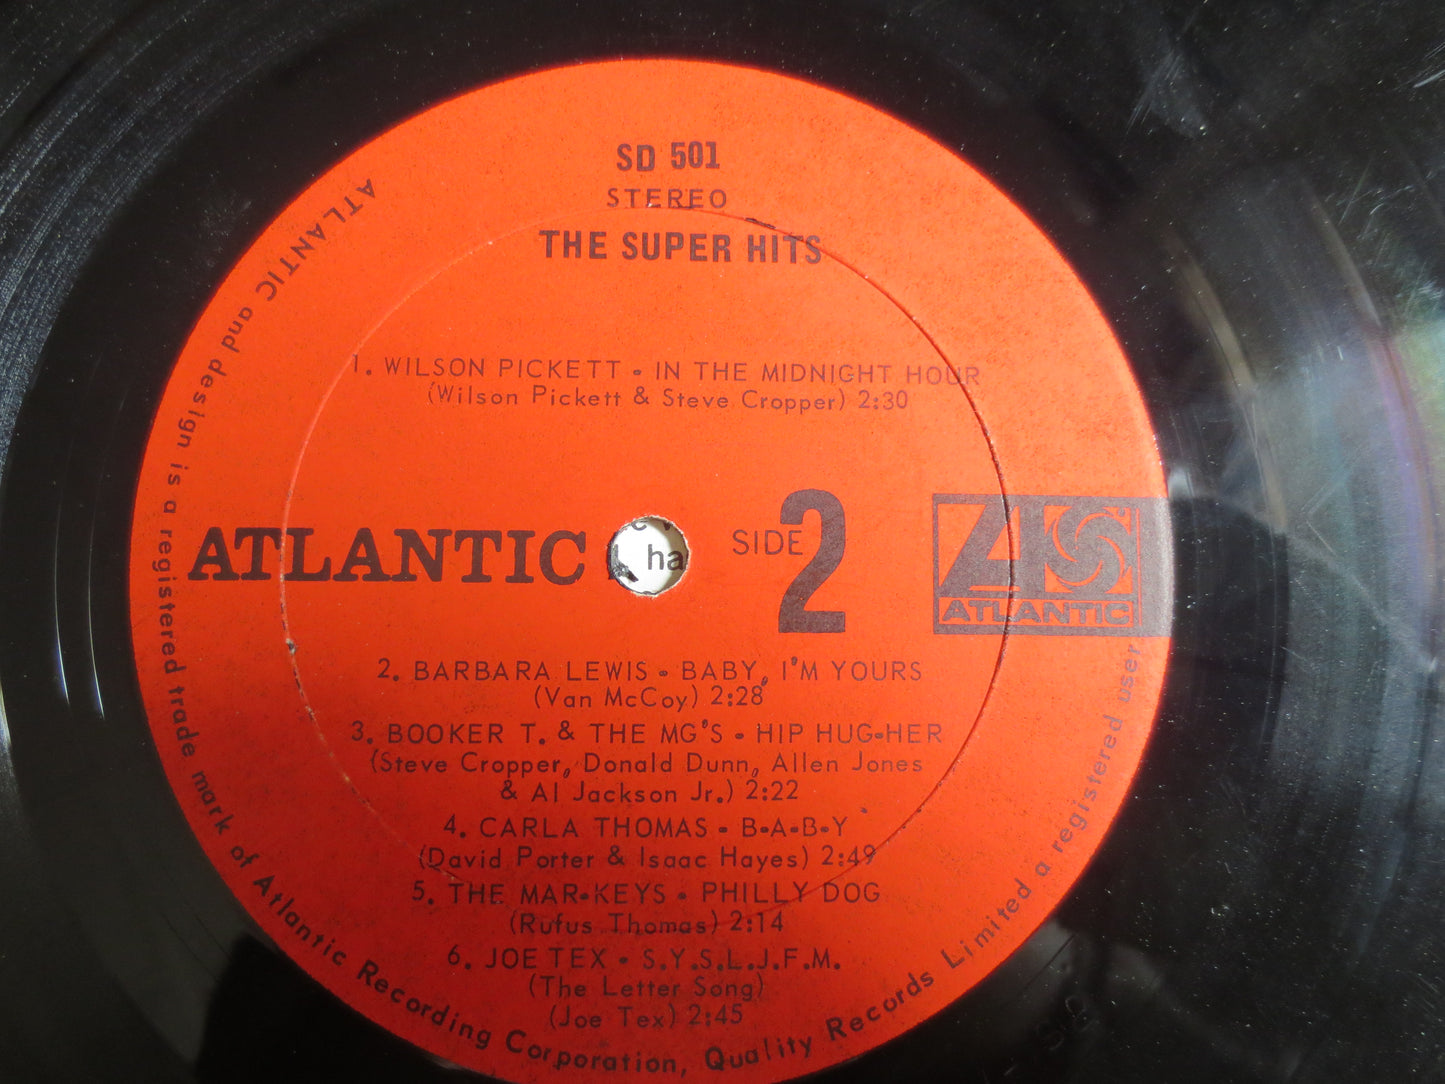 SD 501
STEREO
THE SUPER HITS
1. WILSON PICKETT - IN THE MIDNIGHT HOUR
(Wilson Pickett & Steve Cropper) 2:30
ATLANTIC
ha
SIDE 2
ATLANTIC
2. BARBARA LEWIS - BABY, I'M YOURS
(Van McCoy) 2:28
3. BOOKER T. & THE MG'S - HIP HUG-HER
(Steve Cropper, Donald Dunn, Allen Jones
& Al Jackson Jr.) 2:22
4. CARLA THOMAS - B-A-B-Y
(David Porter & Isaac Hayes) 2:49
5. THE MAR-KEYS - PHILLY DOG
(Rufus Thomas) 2:14
6. JOE TEX - S.Y.S.L.J.F.M.
(The Letter Song)
(Joe Tex) 2:45
ATLANTIC and design is a registered trade mark of Atlantic Recording Corporation, Quality Records Limited a registered user